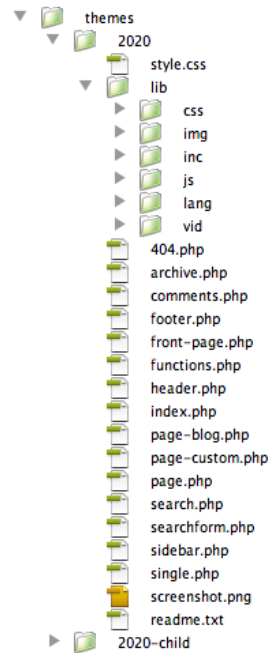 themes
2020
style.css
lib
css
img
inc
js
lang
vid
404.php
archive.php
comments.php
footer.php
front-page.php
functions.php
header.php
index.php
page-blog.php
page-custom.php
page.php
search.php
searchform.php
sidebar.php
single.php
screenshot.png
readme.txt
2020-child